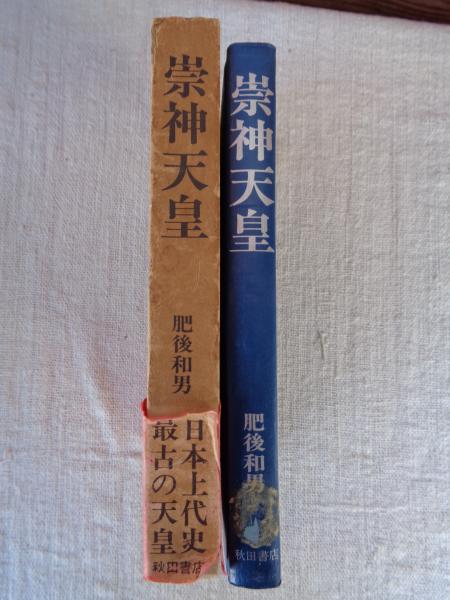 崇神天皇
肥後和男
日本上代史
最古の天皇
秋田書店
崇神天皇
肥後和男
秋田書店